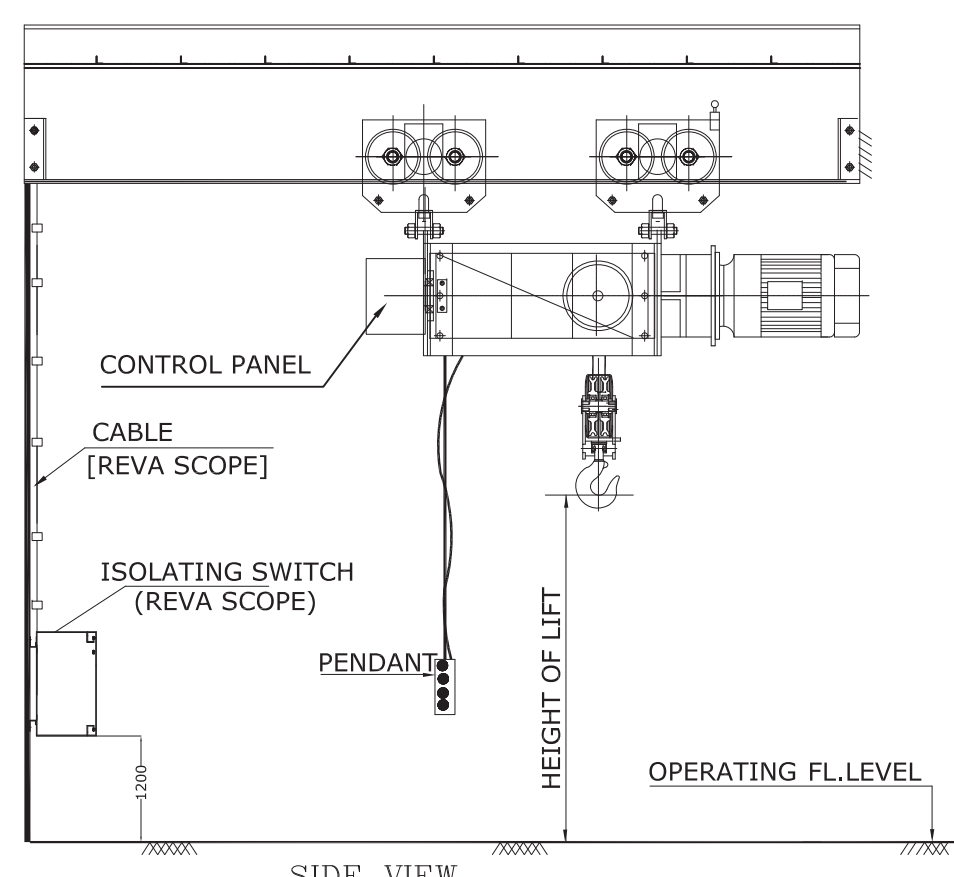 CONTROL PANEL
CABLE
[REVA SCOPE]
ISOLATING SWITCH
(REVA SCOPE)
PENDANT
HEIGHT OF LIFT
OPERATING FL.LEVEL
1200
SIDE VIEW